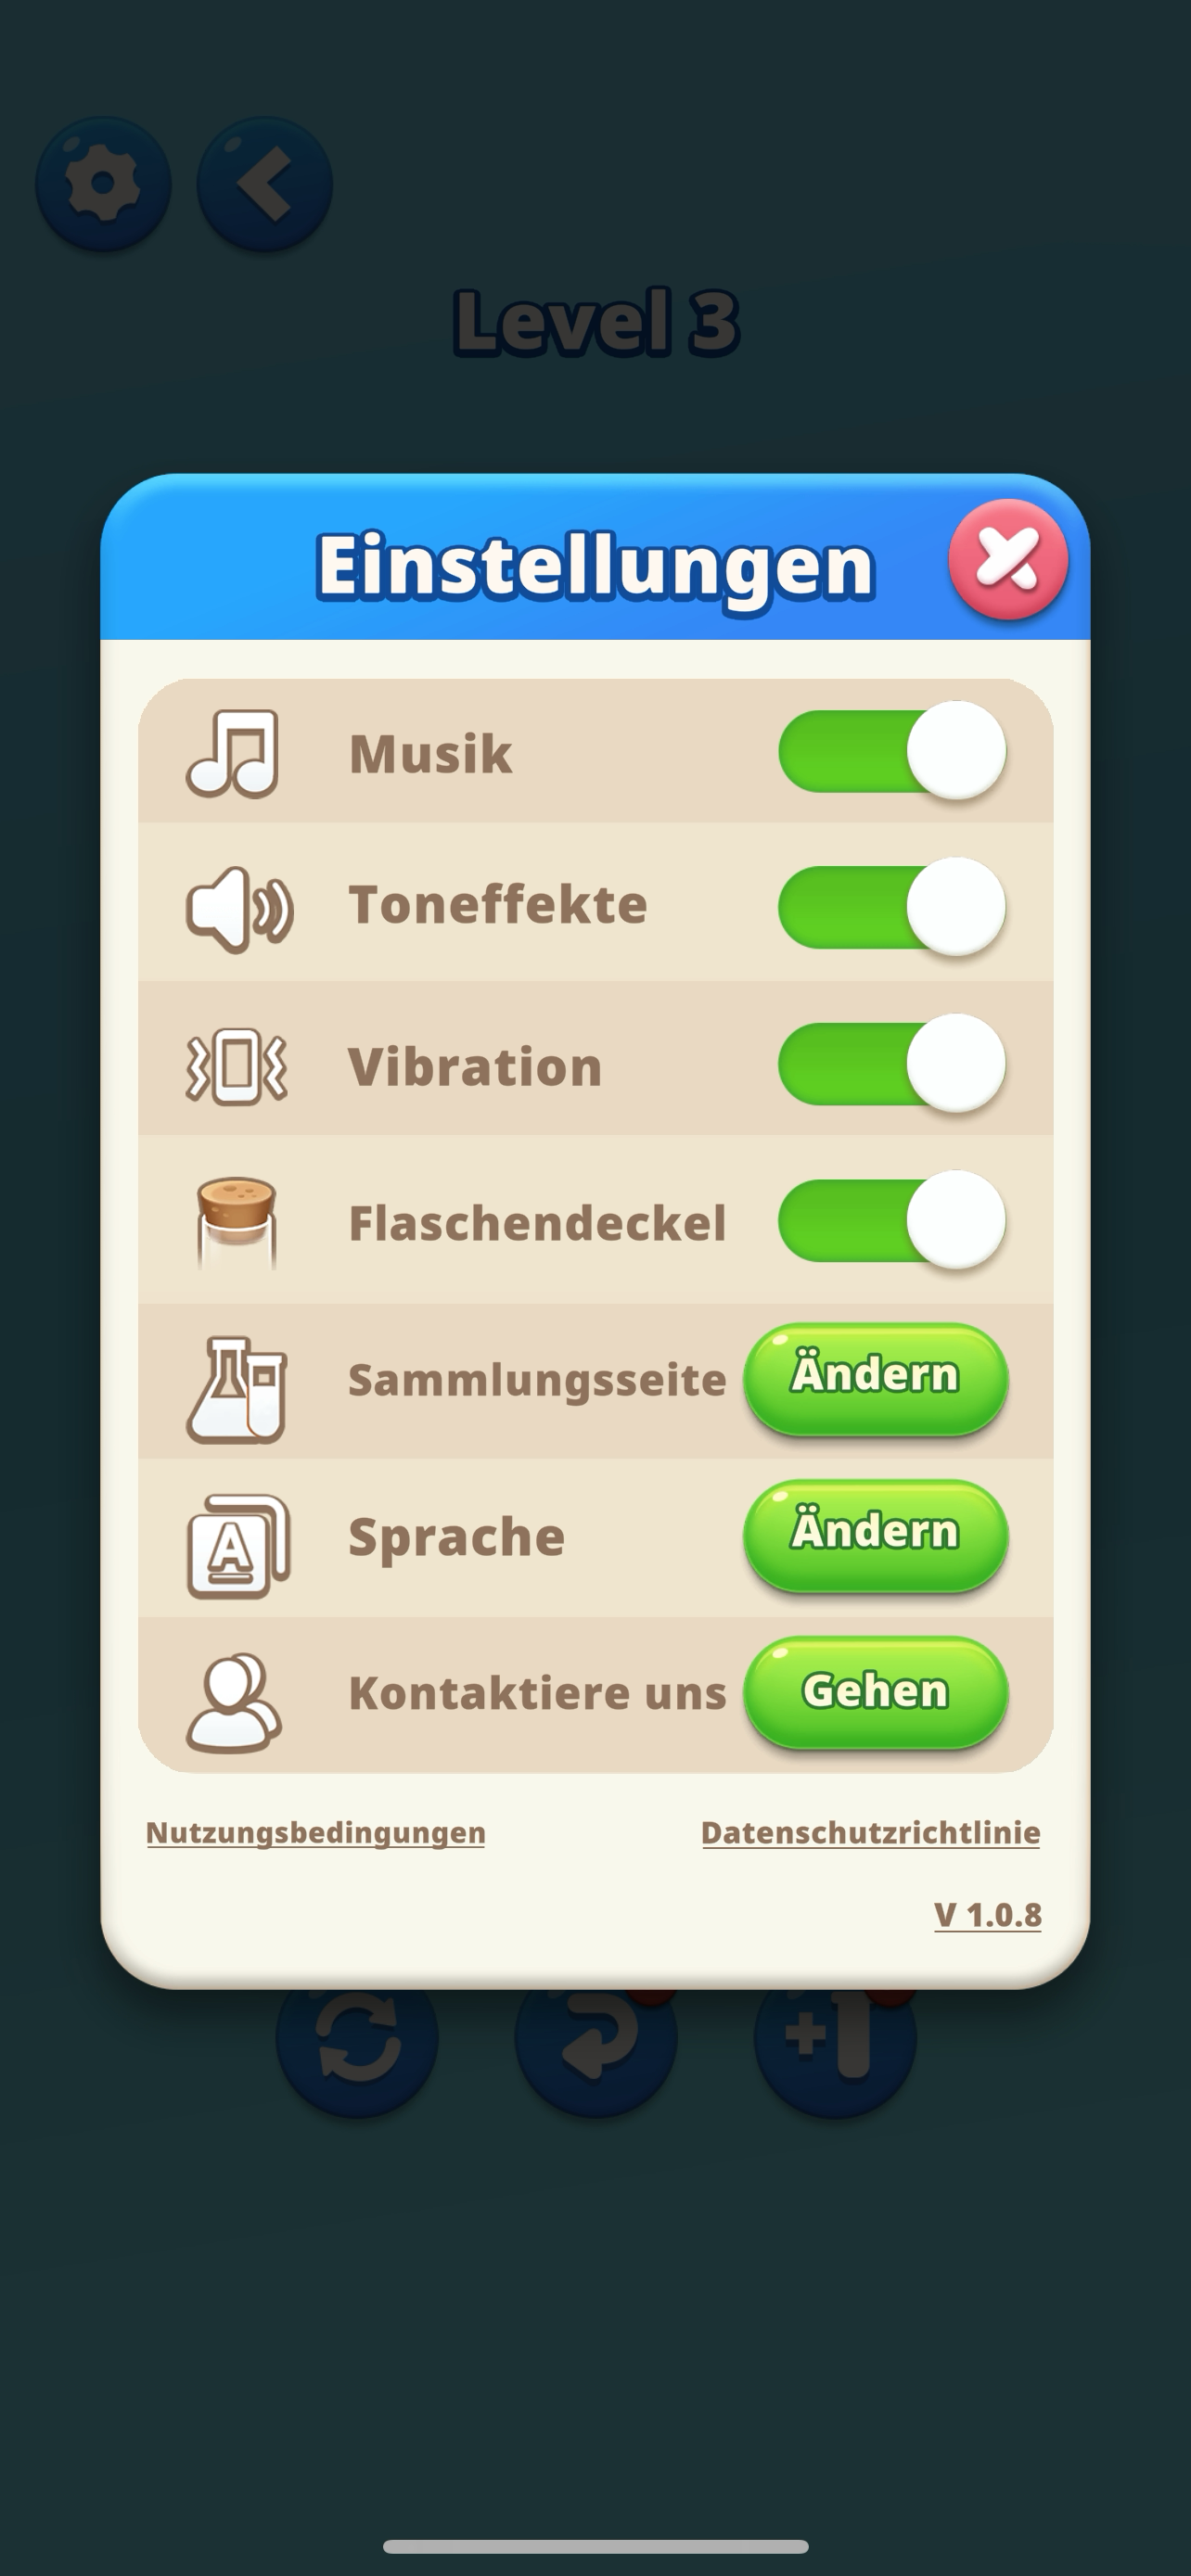 Level 3
Einstellungen
Musik
Toneffekte
Vibration
Flaschendeckel
Sammlungsseite Ändern
A
Sprache Ändern
Kontaktiere uns Gehen
Nutzungsbedingungen Datenschutzrichtlinie
V 1.0.8
+1